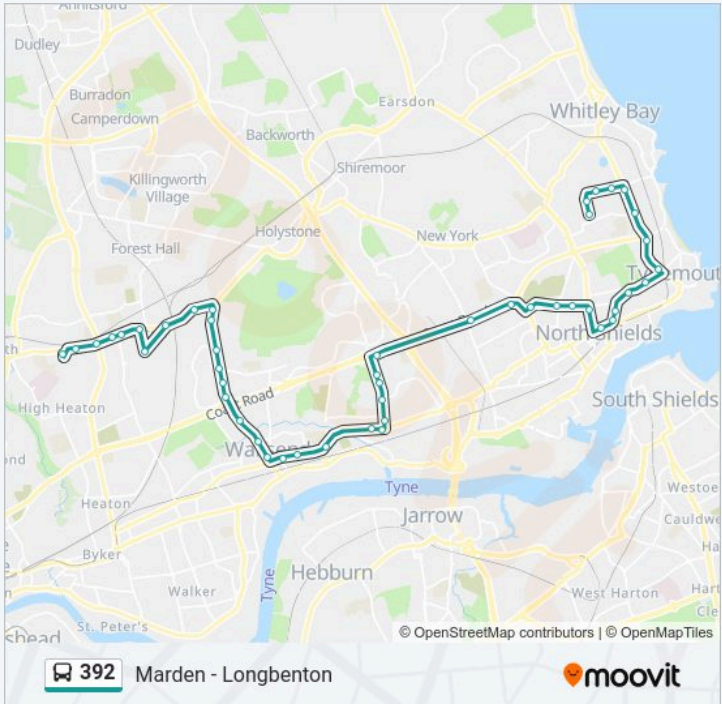 Annitsford
Dudley
Burradon
Camperdown
Earsdon
Whitley Bay
Backworth
Shiremoor
Killingworth
Village
Holystone
New York
Forest Hall
Tynemouth
North Shields
High Heaton
Coast Road
South Shields
Wallsend
Heaton
Tyne
Jarrow
Byker
Hebburn
Walker
Tyne
West Harton
St. Peter's
© OpenStreetMap contributors | © OpenMapTiles
392 Marden - Longbenton
moovit